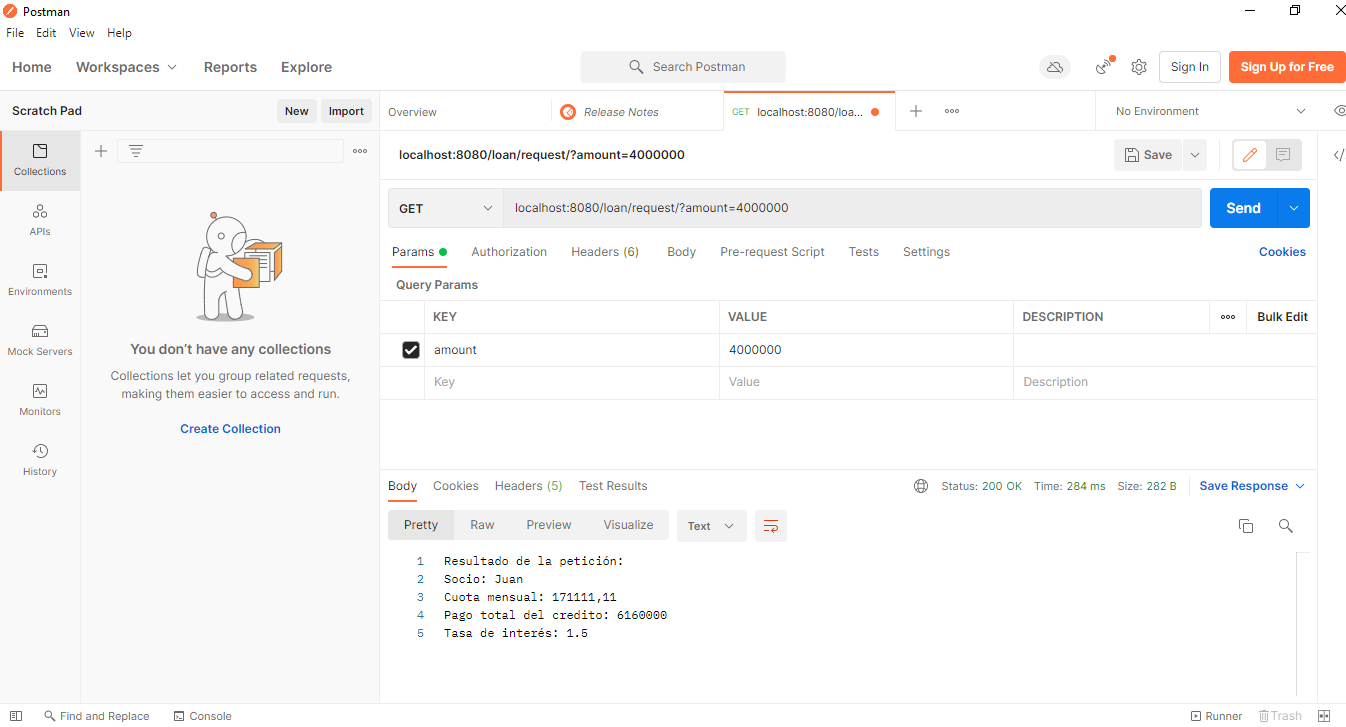 Postman
File Edit View Help
Home Workspaces Reports Explore Search Postman Sign In Sign Up for Free
Scratch Pad New Import Overview Release Notes GET localhost:8080/loa... No Environment
localhost:8080/loan/request/?amount=4000000 Save
GET localhost:8080/loan/request/?amount=4000000 Send
Params Authorization Headers (6) Body Pre-request Script Tests Settings Cookies
Query Params
KEY VALUE DESCRIPTION Bulk Edit
amount 4000000
Key Value Description
Collections
APIs
Environments
Mock Servers
Monitors
History
You don't have any collections
Collections let you group related requests,
making them easier to access and run.
Create Collection
Body Cookies Headers (5) Test Results Status: 200 OK Time: 284 ms Size: 282 B Save Response
Pretty Raw Preview Visualize Text
1 Resultado de la petición:
2 Socio: Juan
3 Cuota mensual: 171111,11
4 Pago total del credito: 6160000
5 Tasa de interés: 1.5
Find and Replace Console Runner Trash